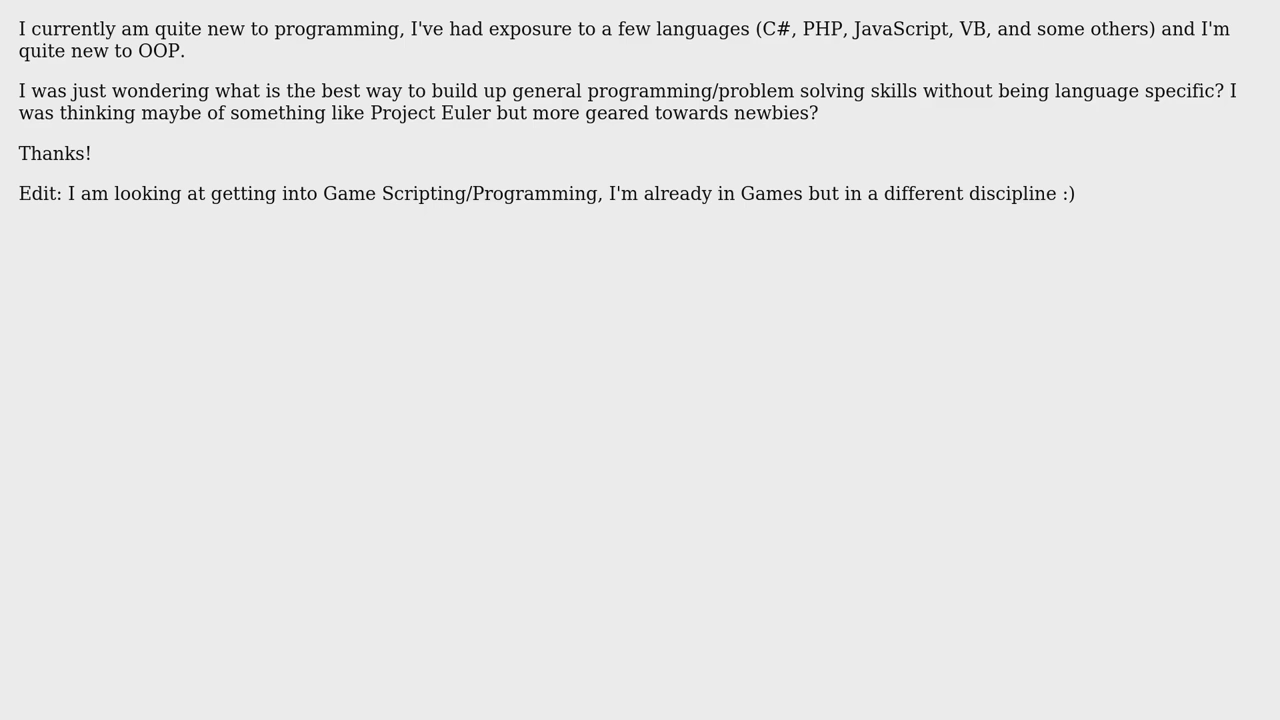 I currently am quite new to programming, I've had exposure to a few languages (C#, PHP, JavaScript, VB, and some others) and I'm
quite new to OOP.
I was just wondering what is the best way to build up general programming/problem solving skills without being language specific? I
was thinking maybe of something like Project Euler but more geared towards newbies?
Thanks!
Edit: I am looking at getting into Game Scripting/Programming, I'm already in Games but in a different discipline :)